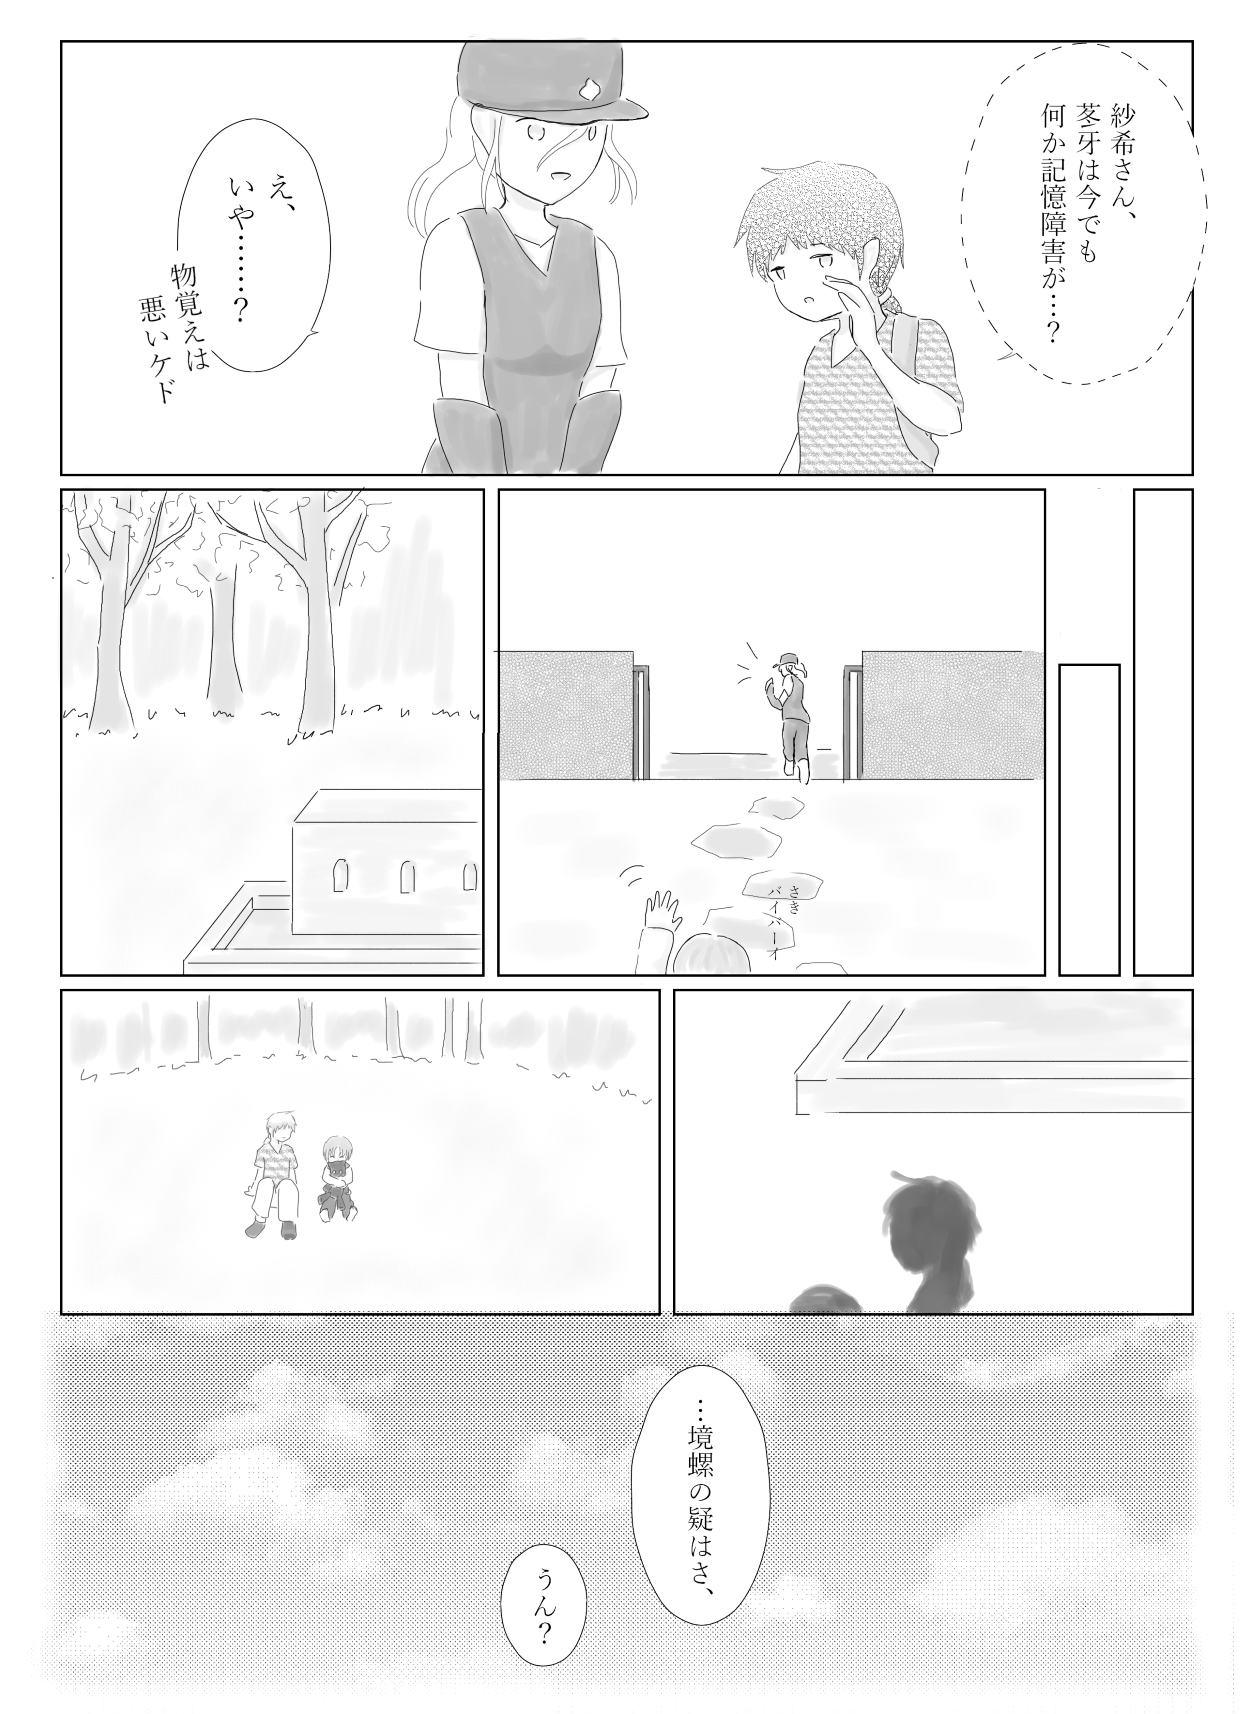 紗希さん、
苳牙は今でも
何か記憶障害が…?
え、
いや………?
物覚えは
悪いケド
さき
バイバーイ
…境螺の疑はさ、
うん?